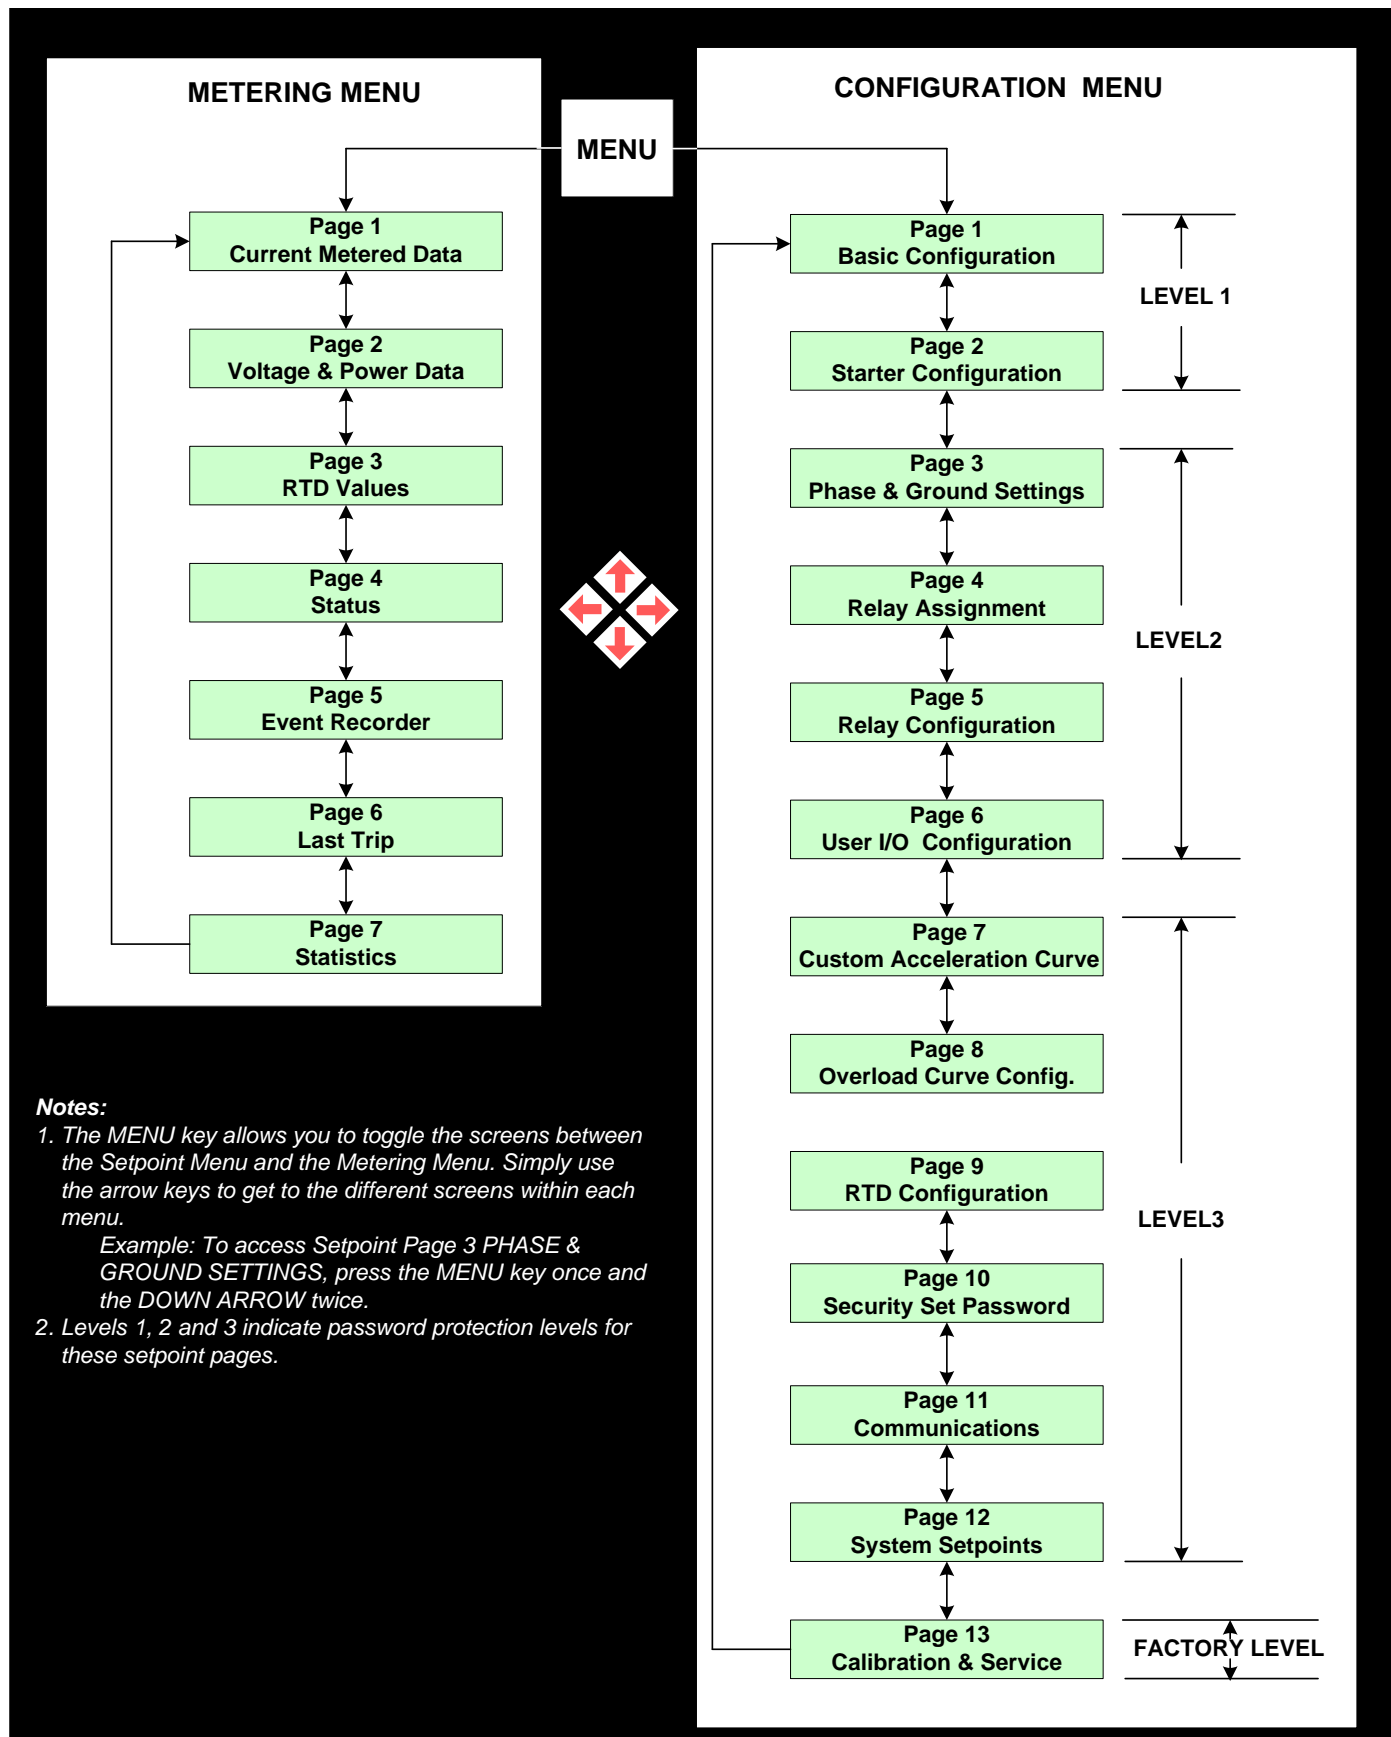 METERING MENU
MENU
CONFIGURATION  MENU
Page 1
Current Metered Data
Page 2
Voltage & Power Data
Page 3
RTD Values
Page 4
Status
Page 5
Event Recorder
Page 6
Last Trip
Page 7
Statistics
Page 1
Basic Configuration
Page 2
Starter Configuration
LEVEL 1
Page 3
Phase & Ground Settings
Page 4
Relay Assignment
Page 5
Relay Configuration
Page 6
User I/O  Configuration
LEVEL2
Page 7
Custom Acceleration Curve
Page 8
Overload Curve Config.
Page 9
RTD Configuration
Page 10
Security Set Password
Page 11
Communications
Page 12
System Setpoints
LEVEL3
Page 13
Calibration & Service
FACTORY LEVEL
Notes:
1. The MENU key allows you to toggle the screens between
the Setpoint Menu and the Metering Menu. Simply use
the arrow keys to get to the different screens within each
menu.
Example: To access Setpoint Page 3 PHASE &
GROUND SETTINGS, press the MENU key once and
the DOWN ARROW twice.
2. Levels 1, 2 and 3 indicate password protection levels for
these setpoint pages.